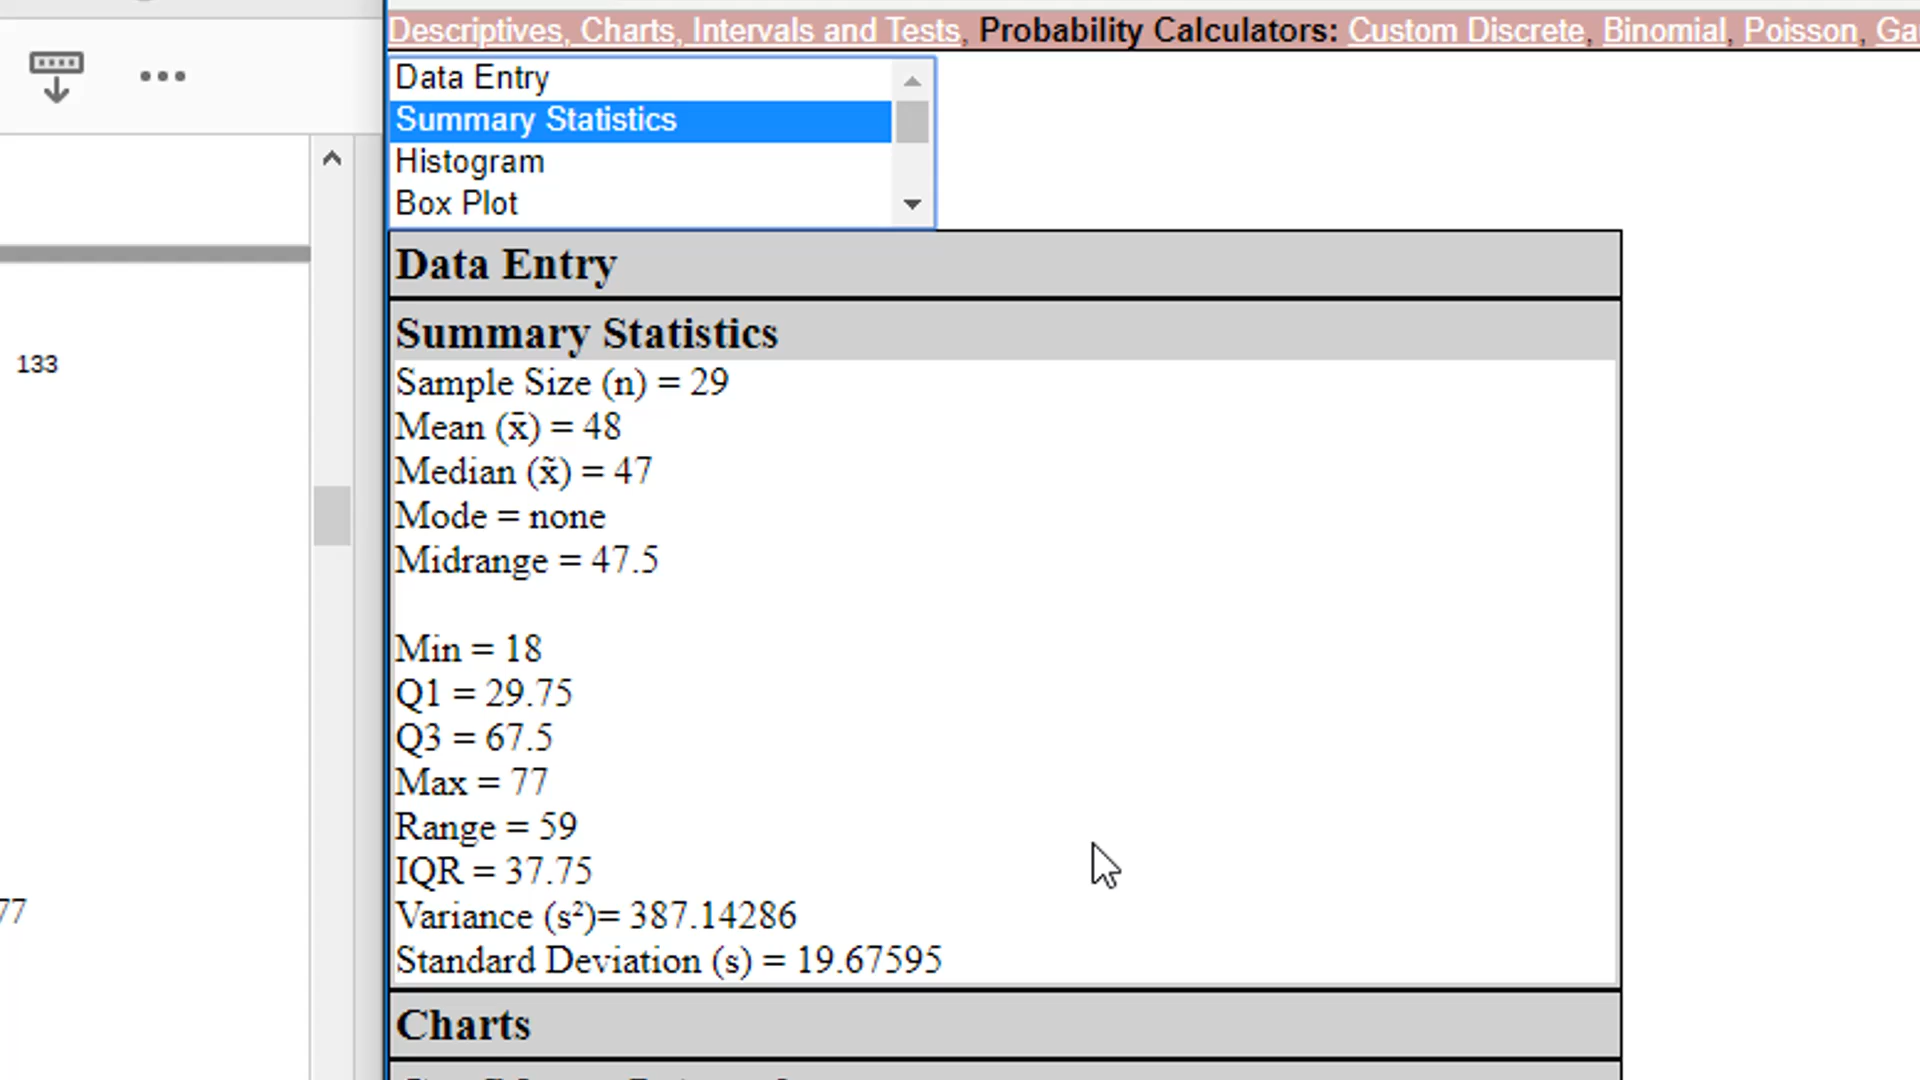 Descriptives, Charts, Intervals and Tests, Probability Calculators: Custom Discrete, Binomial, Poisson,
Data Entry
Summary Statistics
Histogram
Box Plot
Data Entry
Summary Statistics
133
Sample Size (n) = 29
Mean (x̄) = 48
Median (x̃) = 47
Mode = none
Midrange = 47.5
Min = 18
Q1 = 29.75
Q3 = 67.5
Max = 77
Range = 59
IQR = 37.75
77
Variance (s²)= 387.14286
Standard Deviation (s) = 19.67595
Charts